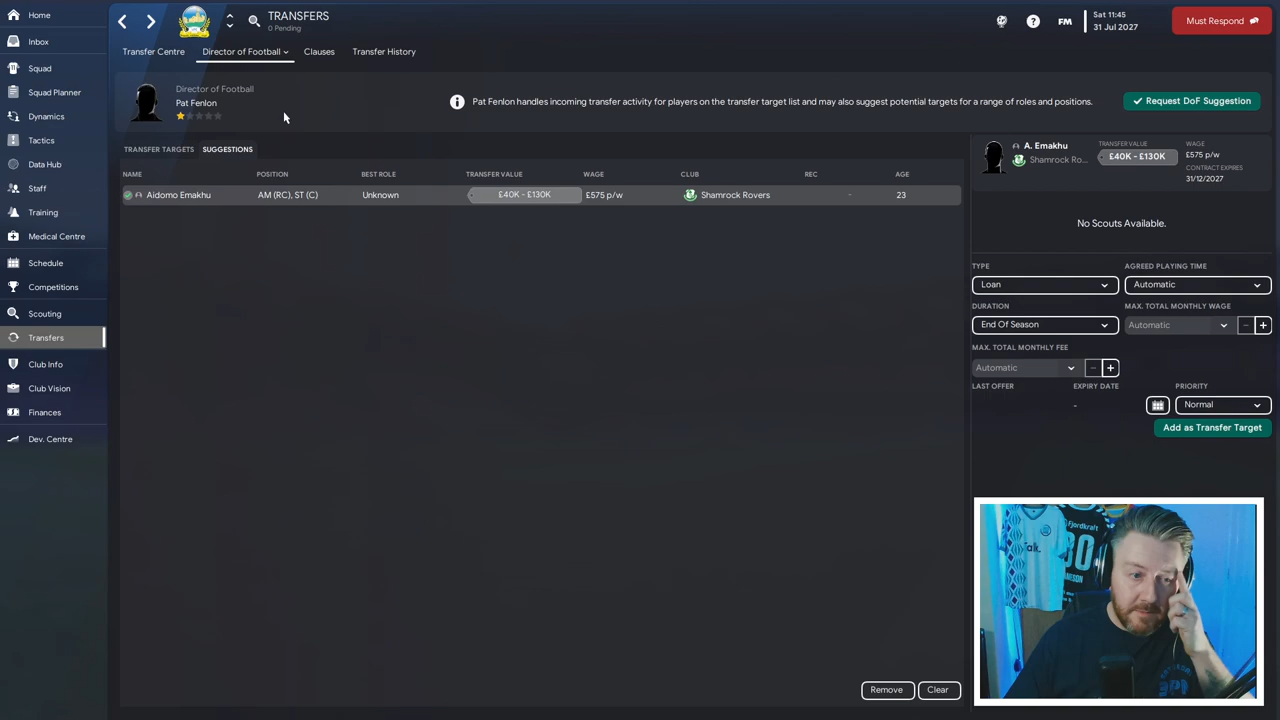 Home
Inbox
Squad
Squad Planner
Dynamics
Tactics
Data Hub
Staff
Training
Medical Centre
Schedule
Competitions
Scouting
Transfers
Club Info
Club Vision
Finances
Dev. Centre
TRANSFERS
0 Pending
FM
Sat 11:45
31 Jul 2027
Must Respond
Transfer Centre
Director of Football
Clauses
Transfer History
Director of Football
Pat Fenlon
Pat Fenlon handles incoming transfer activity for players on the transfer target list and may also suggest potential targets for a range of roles and positions.
Request DoF Suggestion
TRANSFER TARGETS SUGGESTIONS
NAME POSITION BEST ROLE TRANSFER VALUE WAGE CLUB REC AGE
Aidomo Emakhu AM (RC), ST (C) Unknown £40K - £130K £575 p/w Shamrock Rovers - 23
A. Emakhu
Shamrock Ro...
TRANSFER VALUE
£40K - £130K
WAGE
£575 p/w
CONTRACT EXPIRES
31/12/2027
No Scouts Available.
TYPE AGREED PLAYING TIME
Loan Automatic
DURATION MAX. TOTAL MONTHLY WAGE
End Of Season Automatic
MAX. TOTAL MONTHLY FEE
Automatic
LAST OFFER EXPIRY DATE PRIORITY
- Normal
Add as Transfer Target
Fjordkraft
Remove Clear